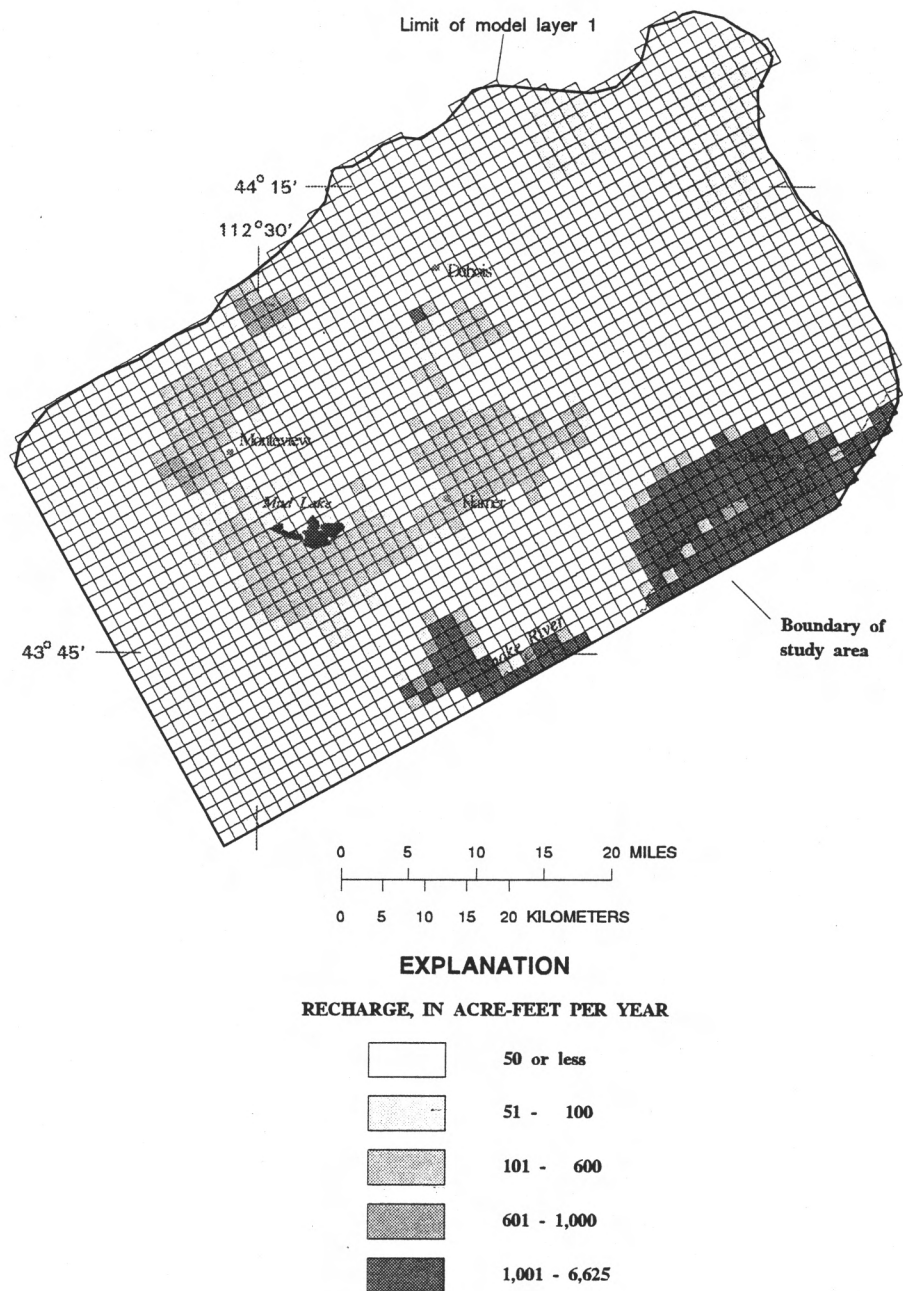 Limit of model layer 1
44° 15'
112° 30'
Dubois
Monteview
Mud Lake
Hamer
Snake River
43° 45'
Boundary of
study area
0 5 10 15 20 MILES
0 5 10 15 20 KILOMETERS
EXPLANATION
RECHARGE, IN ACRE-FEET PER YEAR
50 or less
51 - 100
101 - 600
601 - 1,000
1,001 - 6,625